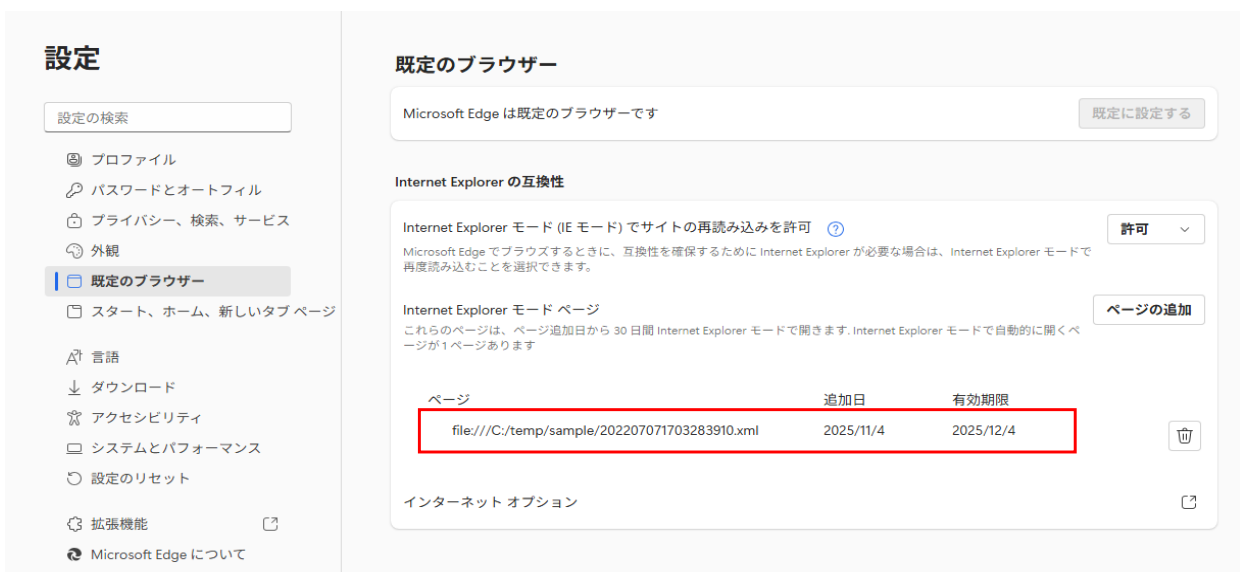 設定
設定の検索
プロファイル
パスワードとオートフィル
プライバシー、検索、サービス
外観
既定のブラウザー
スタート、ホーム、新しいタブ ページ
言語
ダウンロード
アクセシビリティ
システムとパフォーマンス
設定のリセット
拡張機能
Microsoft Edge について
既定のブラウザー
Microsoft Edge は既定のブラウザーです
既定に設定する
Internet Explorer の互換性
Internet Explorer モード (IE モード) でサイトの再読み込みを許可
許可
Microsoft Edge でブラウズするときに、互換性を確保するために Internet Explorer が必要な場合は、Internet Explorer モードで
再度読み込むことを選択できます。
Internet Explorer モード ページ
ページの追加
これらのページは、ページ追加日から 30 日間 Internet Explorer モードで開きます. Internet Explorer モードで自動的に開くペ
ージが 1 ページあります
ページ 追加日 有効期限
file:///C:/temp/sample/202207071703283910.xml 2025/11/4 2025/12/4
インターネット オプション